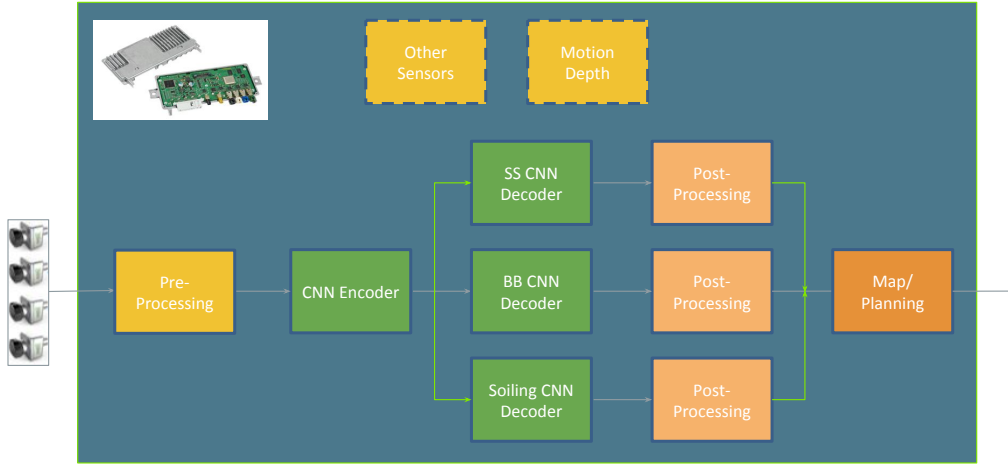 Other
Sensors
Motion
Depth
SS CNN
Decoder
Post-
Processing
Pre-
Processing
CNN Encoder
BB CNN
Decoder
Post-
Processing
Map/
Planning
Soiling CNN
Decoder
Post-
Processing